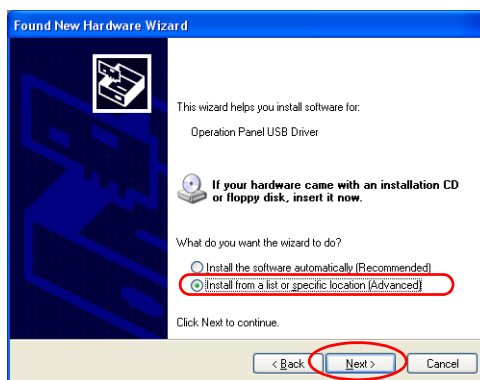 Found New Hardware Wizard
This wizard helps you install software for:
Operation Panel USB Driver
If your hardware came with an installation CD
or floppy disk, insert it now.
What do you want the wizard to do?
Install the software automatically (Recommended)
Install from a list or specific location (Advanced)
Click Next to continue.
< Back Next > Cancel